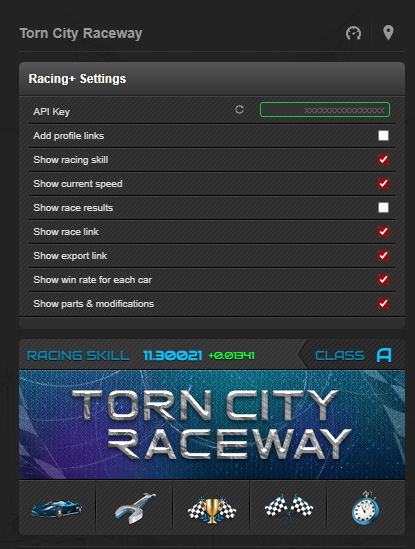 Torn City Raceway
Racing+ Settings
API Key xxxxxxxxxxxxxxxx
Add profile links
Show racing skill
Show current speed
Show race results
Show race link
Show export link
Show win rate for each car
Show parts & modifications
RACING SKILL 11.30021 +0.01341 CLASS A
TORN CITY
RACEWAY